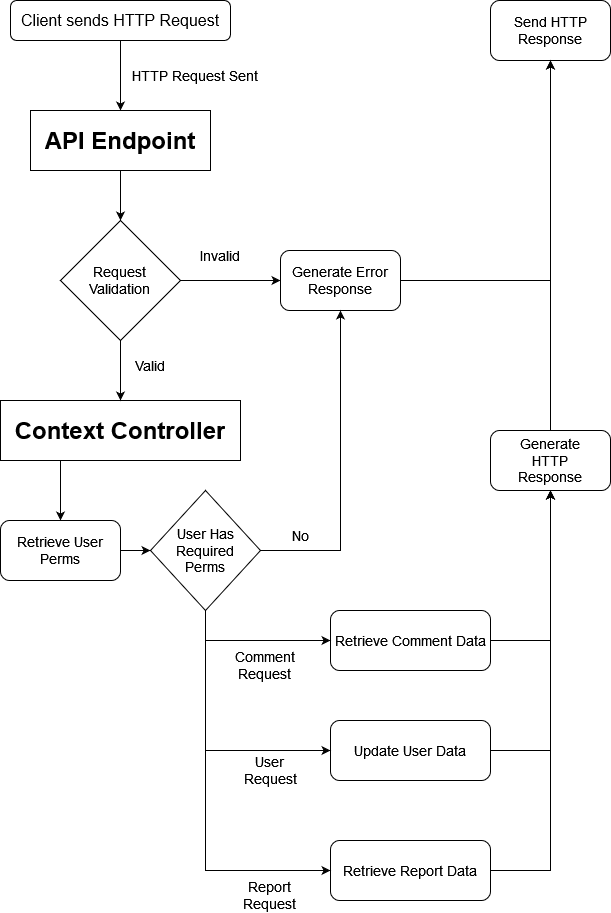 Client sends HTTP Request
Send HTTP
Response
HTTP Request Sent
API Endpoint
Request
Validation
Invalid
Generate Error
Response
Valid
Context Controller
Generate
HTTP
Response
Retrieve User
Perms
User Has
Required
Perms
No
Retrieve Comment Data
Comment
Request
Update User Data
User
Request
Retrieve Report Data
Report
Request